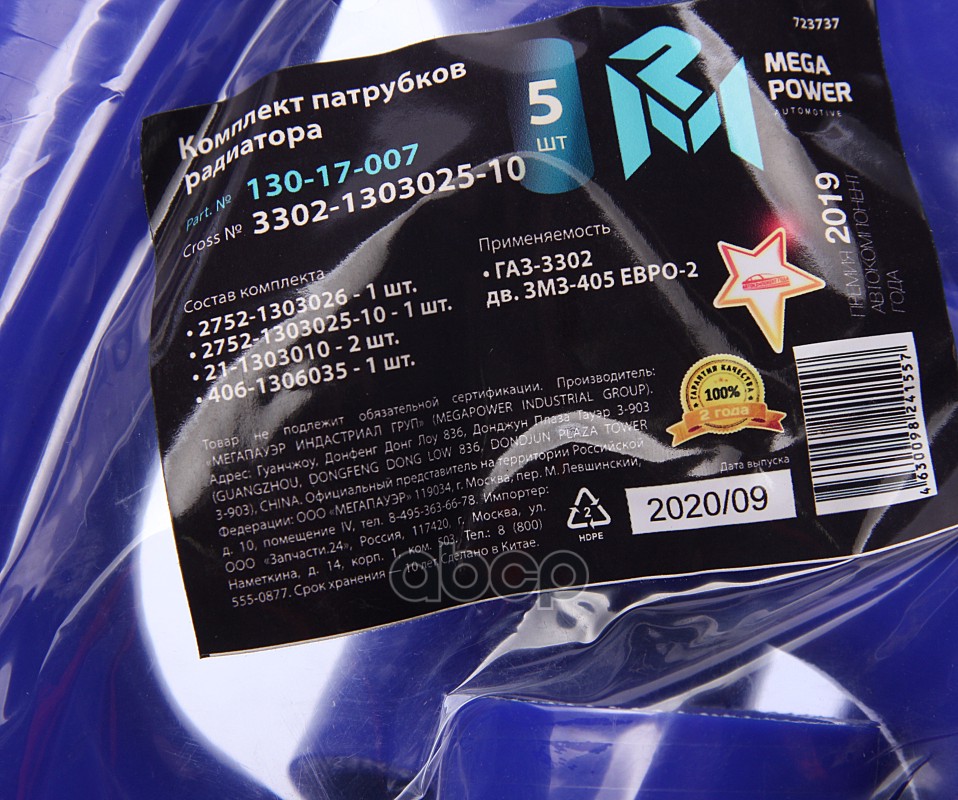 723737
MEGA
POWER
AUTOMOTIVE
Комплект патрубков
радиатора
5
шт
Part. № 130-17-007
Cross № 3302-1303025-10
Состав комплекта
• 2752-1303026 - 1 шт.
• 2752-1303025-10 - 1 шт.
• 21-1303010 - 2 шт.
• 406-1306035 - 1 шт.
Применяемость
• ГАЗ-3302
дв. ЗМЗ-405 ЕВРО-2
ПРЕМИЯ 2019
АВТОКОМПОНЕНТ
ГОДА
ГАРАНТИЯ КАЧЕСТВА
100%
2 года
Товар не подлежит обязательной сертификации. Производитель:
«МЕГАПАУЭР ИНДАСТРИАЛ ГРУП» (MEGAPOWER INDUSTRIAL GROUP).
Адрес: Гуанчжоу, Донфенг Донг Лоу 836, Донджун Плаза Тауэр 3-903
(GUANGZHOU, DONGFENG DONG LOW 836, DONDJUN PLAZA TOWER
3-903), CHINA. Официальный представитель на территории Российской
Федерации: ООО «МЕГАПАУЭР» 119034, г. Москва, пер. М. Левшинский,
д. 10, помещение IV, тел. 8-495-363-66-78. Импортер:
ООО «Запчасти.24», Россия, 117420, г. Москва, ул.
Наметкина, д. 14, корп. 1, ком. 503, Тел.: 8 (800)
555-0877. Срок хранения — 10 лет. Сделано в Китае.
2
HDPE
Дата выпуска
2020/09
4630098241557
abcp